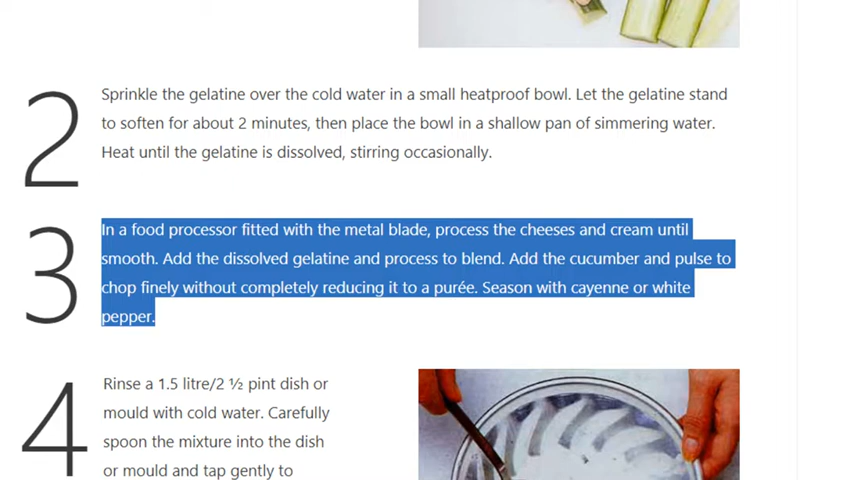 2
Sprinkle the gelatine over the cold water in a small heatproof bowl. Let the gelatine stand
to soften for about 2 minutes, then place the bowl in a shallow pan of simmering water.
Heat until the gelatine is dissolved, stirring occasionally.
3
In a food processor fitted with the metal blade, process the cheeses and cream until
smooth. Add the dissolved gelatine and process to blend. Add the cucumber and pulse to
chop finely without completely reducing it to a purée. Season with cayenne or white
pepper.
4
Rinse a 1.5 litre/2 ½ pint dish or
mould with cold water. Carefully
spoon the mixture into the dish
or mould and tap gently to